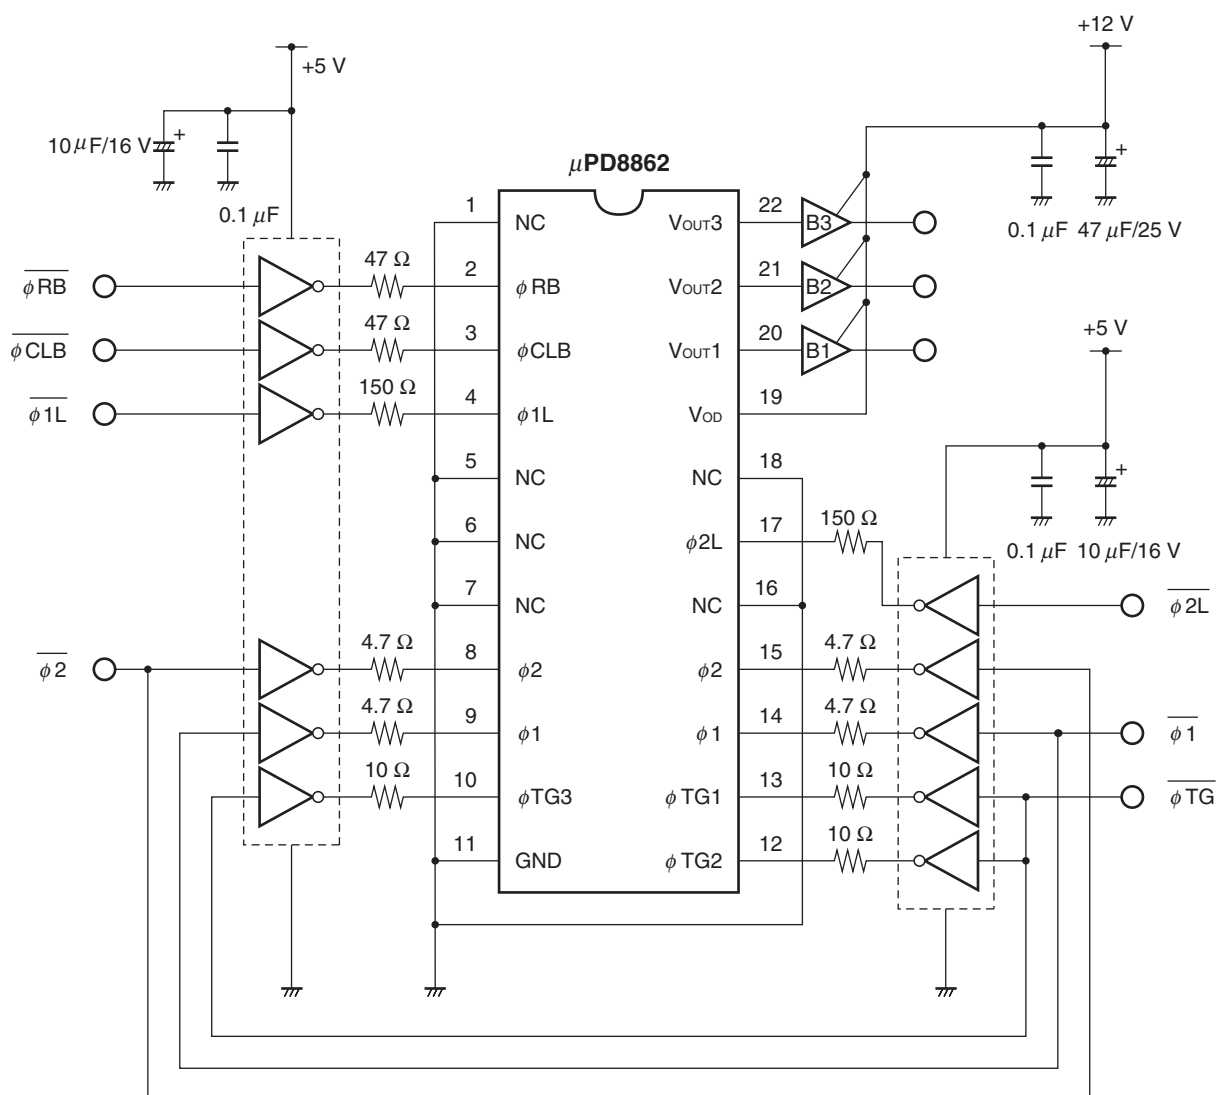 +12 V
+5 V
10 μF/16 V
+
0.1 μF
μPD8862
+
0.1 μF 47 μF/25 V
1 NC VOUT3 22 B3
φRB 47 Ω 2 φRB VOUT2 21 B2
φCLB 47 Ω 3 φCLB VOUT1 20 B1
+5 V
φ1L 150 Ω 4 φ1L VOD 19
5 NC NC 18
+
0.1 μF 10 μF/16 V
6 NC φ2L 17 150 Ω
7 NC NC 16 φ2L
φ2 4.7 Ω 8 φ2 φ2 15 4.7 Ω
4.7 Ω 9 φ1 φ1 14 4.7 Ω φ1
10 Ω 10 φTG3 φTG1 13 10 Ω φTG
11 GND φTG2 12 10 Ω